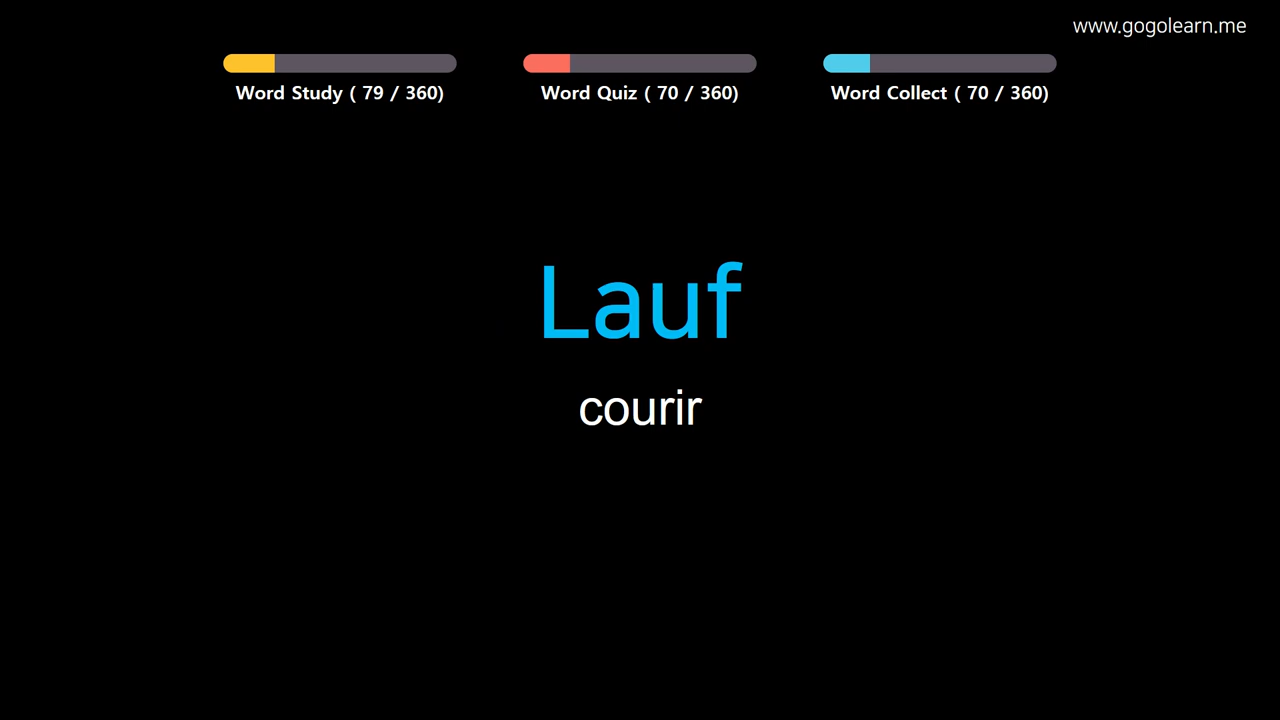 www.gogolearn.me
Word Study ( 79 / 360)
Word Quiz ( 70 / 360)
Word Collect ( 70 / 360)
Lauf
courir